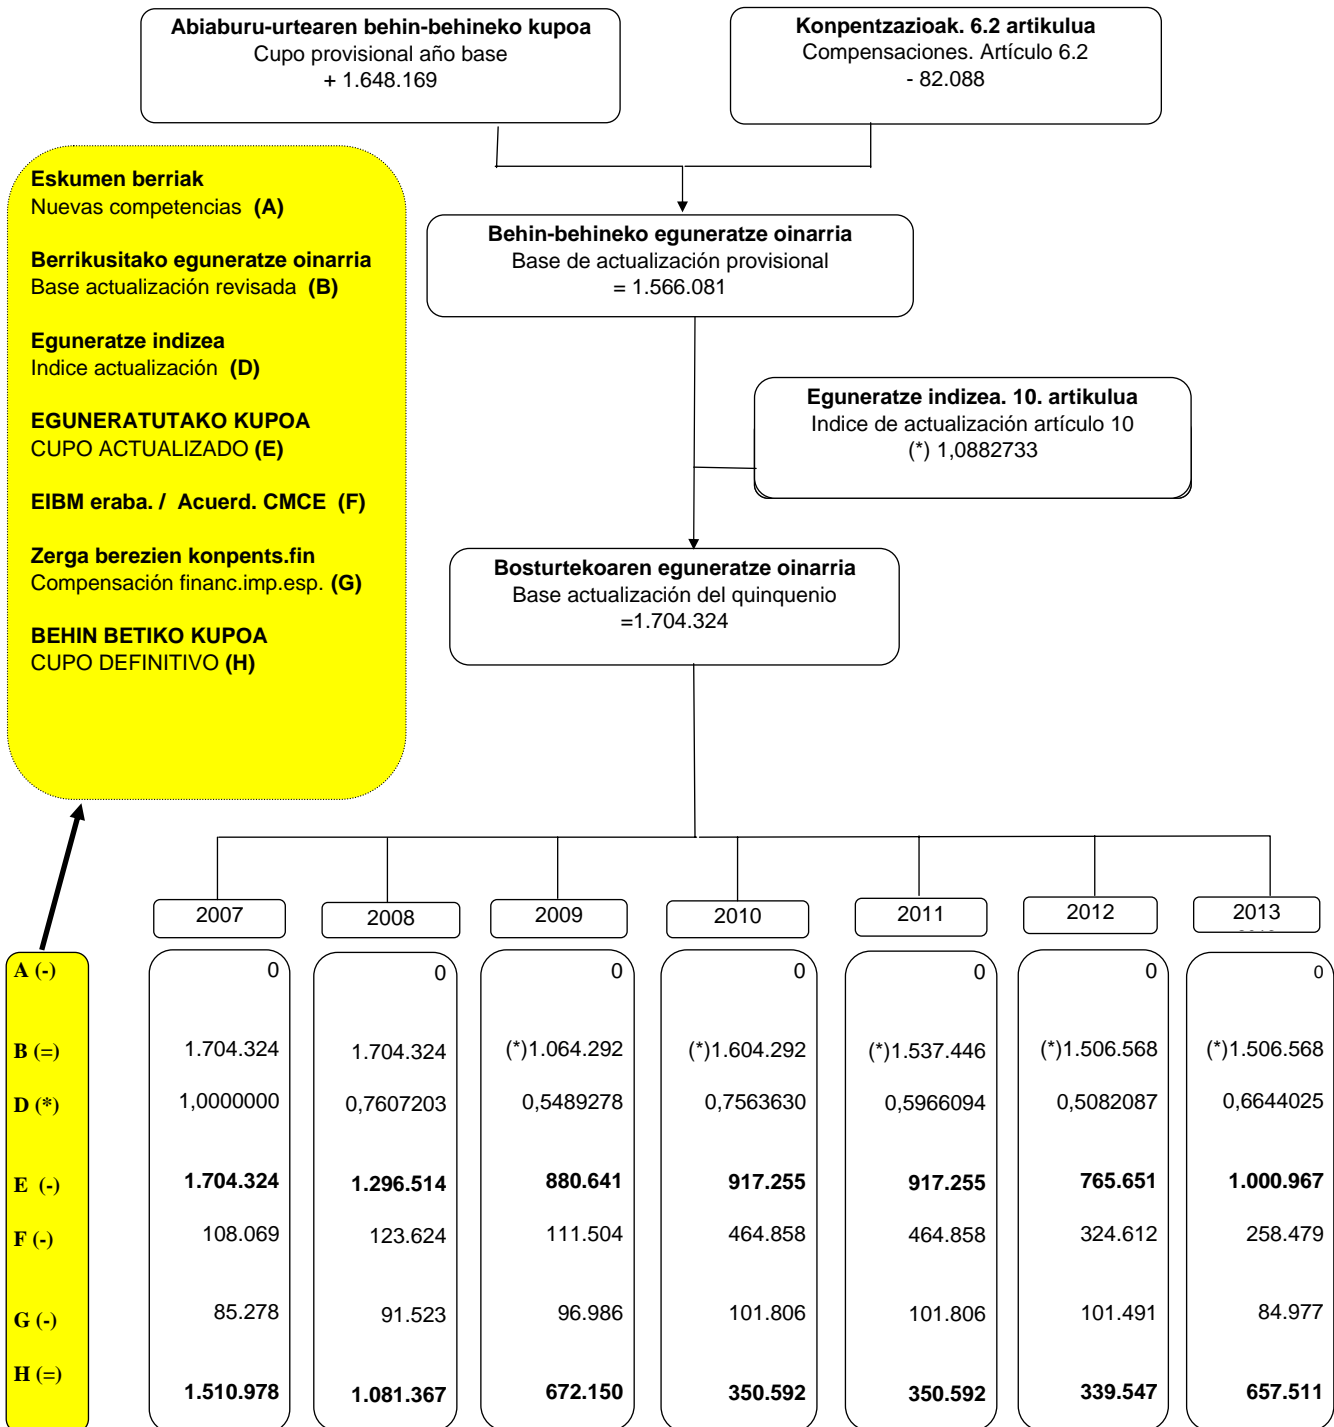 Abiaburu-urtearen behin-behineko kupoa
Cupo provisional año base
+ 1.648.169
Konpentzazioak. 6.2 artikulua
Compensaciones. Artículo 6.2
- 82.088
Eskumen berriak
Nuevas competencias (A)
Berrikusitako eguneratze oinarria
Base actualización revisada (B)
Eguneratze indizea
Indice actualización (D)
EGUNERATUTAKO KUPOA
CUPO ACTUALIZADO (E)
EIBM eraba. / Acuerd. CMCE (F)
Zerga berezien konpents.fin
Compensación financ.imp.esp. (G)
BEHIN BETIKO KUPOA
CUPO DEFINITIVO (H)
Behin-behineko eguneratze oinarria
Base de actualización provisional
= 1.566.081
Eguneratze indizea. 10. artikulua
Indice de actualización artículo 10
(*) 1,0882733
Bosturtekoaren eguneratze oinarria
Base actualización del quinquenio
=1.704.324
2007 2008 2009 2010 2011 2012 2013
A (-) 0 0 0 0 0 0 0
B (=) 1.704.324 1.704.324 (*)1.064.292 (*)1.604.292 (*)1.537.446 (*)1.506.568 (*)1.506.568
D (*) 1,0000000 0,7607203 0,5489278 0,7563630 0,5966094 0,5082087 0,6644025
E (-) 1.704.324 1.296.514 880.641 917.255 917.255 765.651 1.000.967
F (-) 108.069 123.624 111.504 464.858 464.858 324.612 258.479
G (-) 85.278 91.523 96.986 101.806 101.806 101.491 84.977
H (=) 1.510.978 1.081.367 672.150 350.592 350.592 339.547 657.511